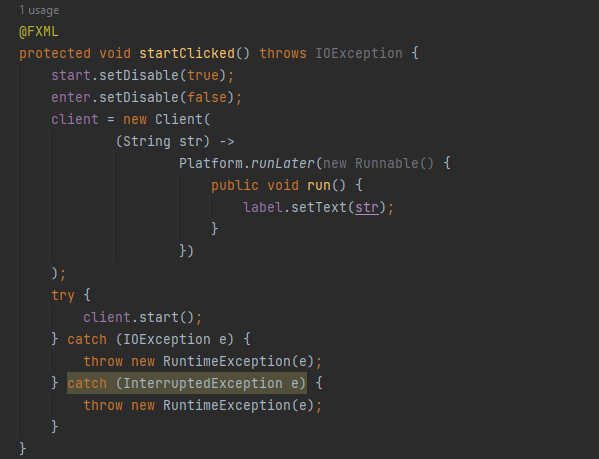 1 usage
@FXML
protected void startClicked() throws IOException {
    start.setDisable(true);
    enter.setDisable(false);
    client = new Client(
            (String str) ->
                    Platform.runLater(new Runnable() {
                        public void run() {
                            label.setText(str);
                        }
                    })
    );
    try {
        client.start();
    } catch (IOException e) {
        throw new RuntimeException(e);
    } catch (InterruptedException e) {
        throw new RuntimeException(e);
    }
}